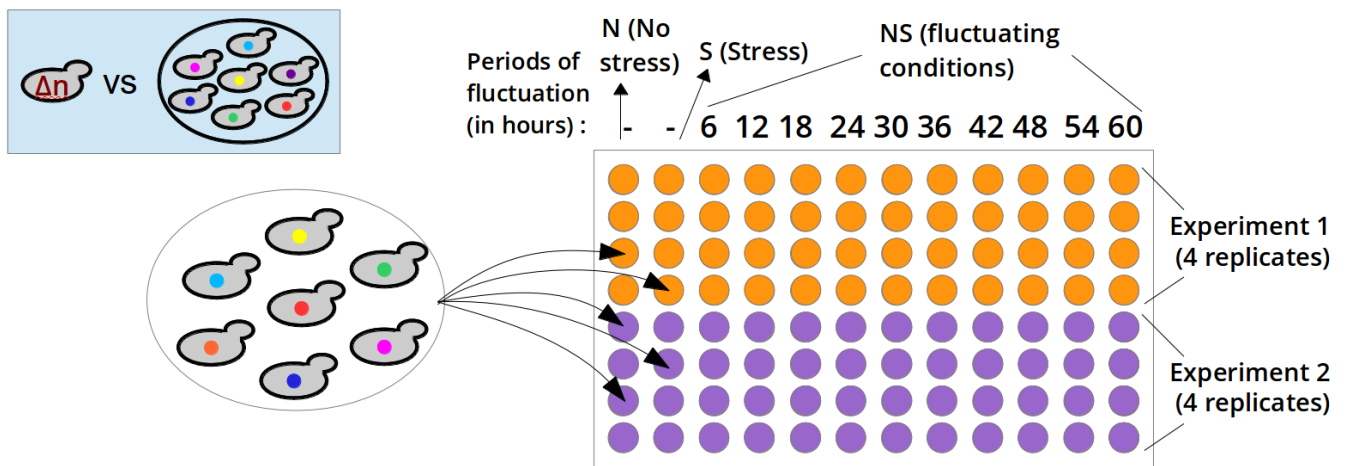 Δn
vs
Periods of
fluctuation
(in hours) :
N (No
stress)
S (Stress)
NS (fluctuating
conditions)
- - 6 12 18 24 30 36 42 48 54 60
Experiment 1
(4 replicates)
Experiment 2
(4 replicates)